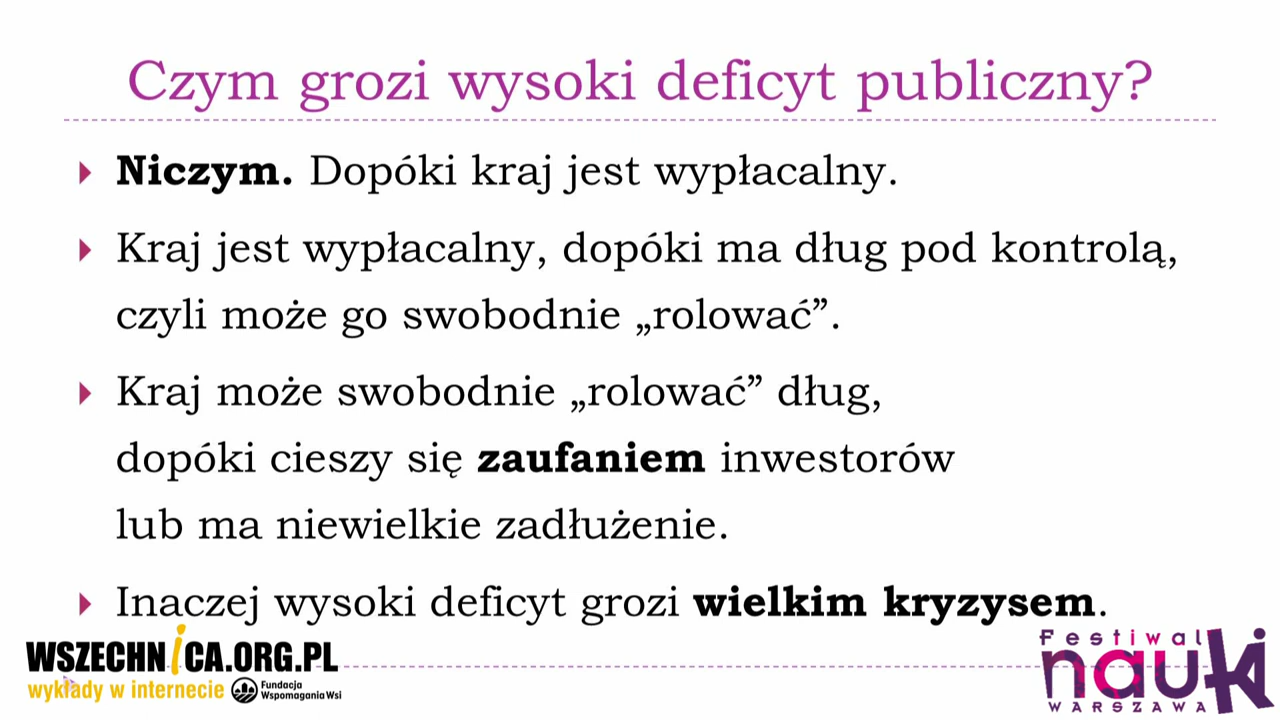 Czym grozi wysoki deficyt publiczny?
Niczym. Dopóki kraj jest wypłacalny.
Kraj jest wypłacalny, dopóki ma dług pod kontrolą,
czyli może go swobodnie „rolować”.
Kraj może swobodnie „rolować” dług,
dopóki cieszy się zaufaniem inwestorów
lub ma niewielkie zadłużenie.
Inaczej wysoki deficyt grozi wielkim kryzysem.
WSZECHNiCA.ORG.PL
wykłady w internecie
Fundacja
Wspomagania Wsi
Festiwal
nauki
WARSZAWA